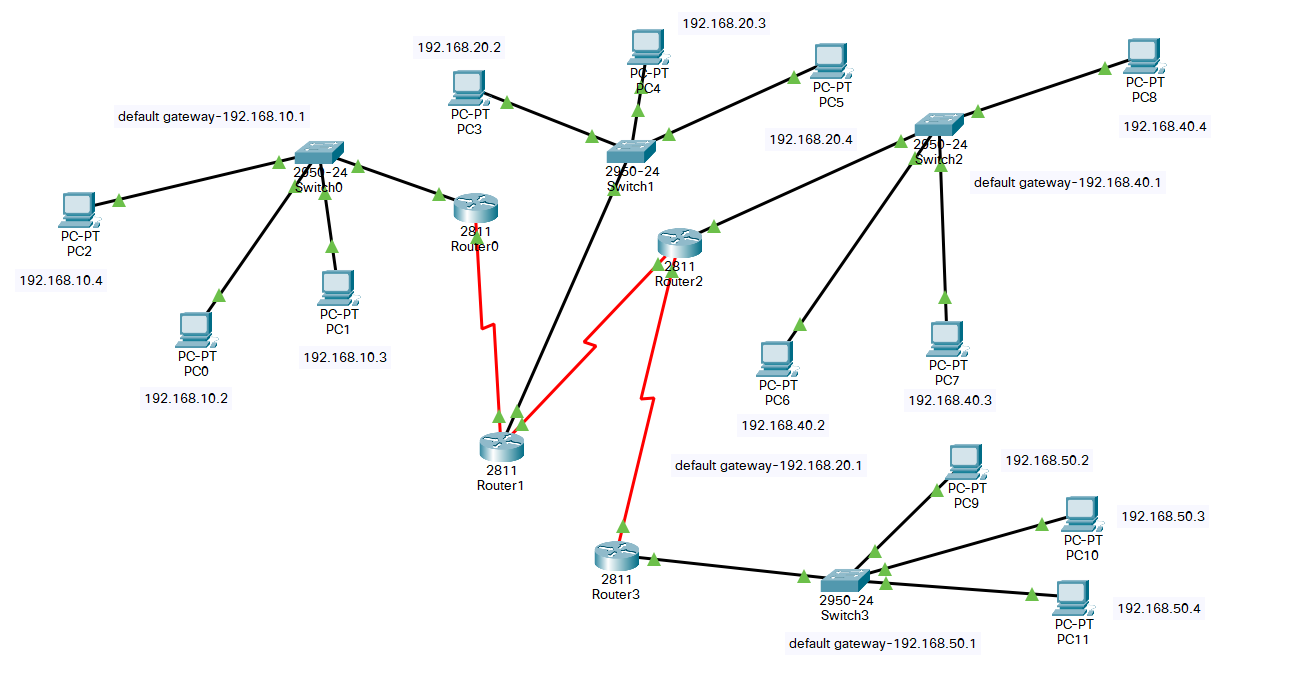 192.168.20.3
192.168.20.2
PC-PT
PC4
PC-PT
PC3
PC-PT
PC5
PC-PT
PC8
default gateway-192.168.10.1
192.168.20.4
192.168.40.4
2950-24
Switch0
2950-24
Switch1
2950-24
Switch2
default gateway-192.168.40.1
PC-PT
PC2
2811
Router0
192.168.10.4
2811
Router2
PC-PT
PC1
PC-PT
PC0
192.168.10.3
192.168.10.2
PC-PT
PC7
PC-PT
PC6
192.168.40.3
192.168.40.2
2811
Router1
default gateway-192.168.20.1
192.168.50.2
PC-PT
PC9
192.168.50.3
PC-PT
PC10
2811
Router3
2950-24
Switch3
192.168.50.4
PC-PT
PC11
default gateway-192.168.50.1